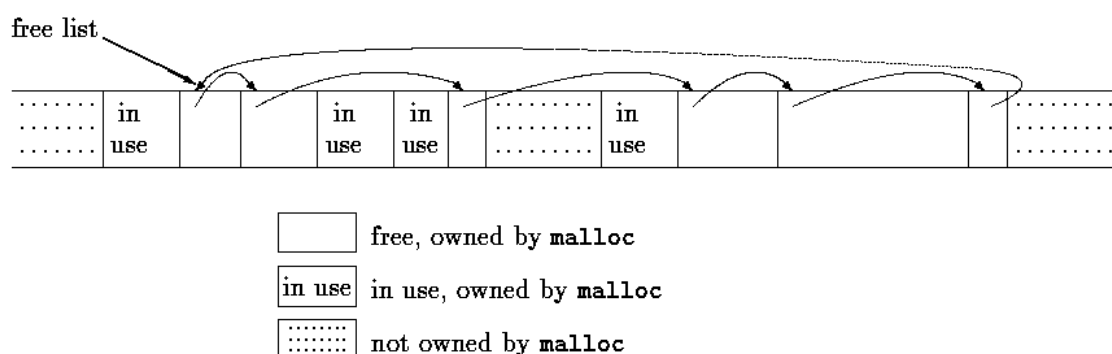 free list
in use
in use
in use
in use
free, owned by malloc
in use in use, owned by malloc
not owned by malloc